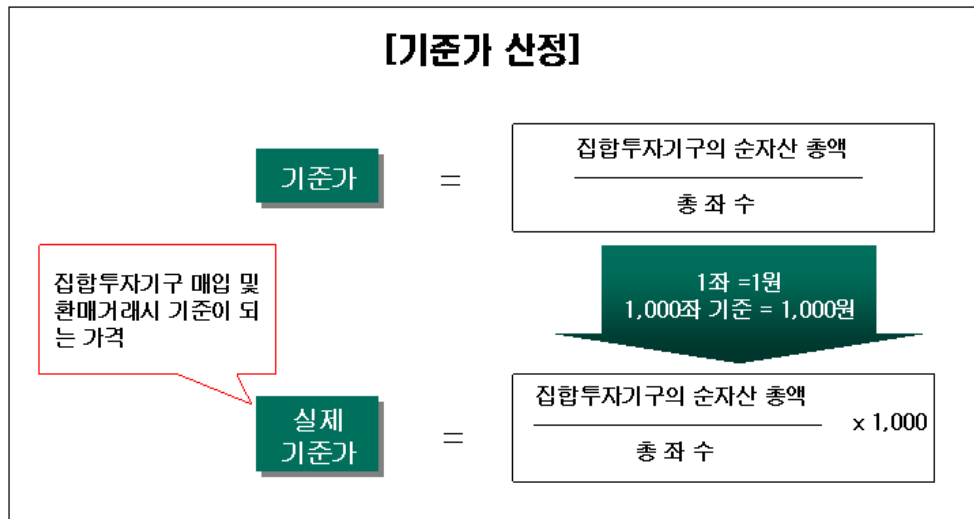 [기준가 산정]
기준가
=
집합투자기구의 순자산 총액
총 좌 수
집합투자기구 매입 및
환매거래시 기준이 되
는 가격
1좌 =1원
1,000좌 기준 = 1,000원
실제
기준가
=
집합투자기구의 순자산 총액
총 좌 수
x 1,000